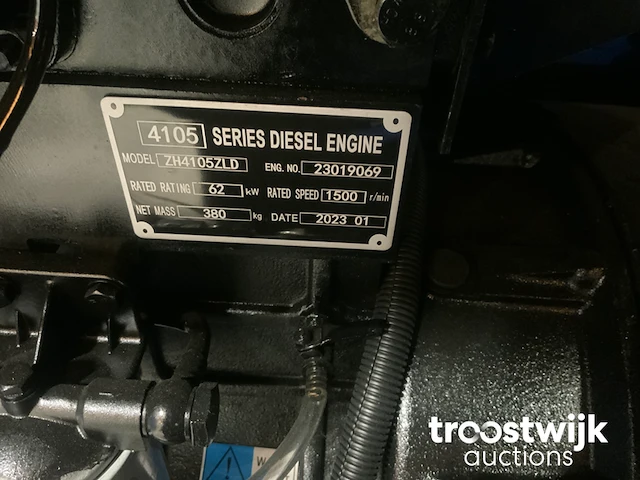 4105 SERIES DIESEL ENGINE
MODEL ZH4105ZLD ENG. NO. 23019069
RATED RATING 62 kW RATED SPEED 1500 r/min
NET MASS 380 kg DATE 2023 01
W
troostwijk
auctions